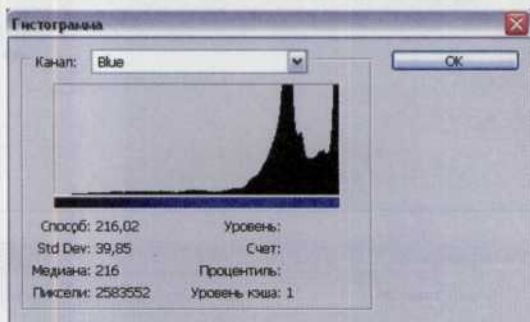 Гистограмма
Канал: Blue
OK
Способ: 216,02 Уровень:
Std Dev: 39,85 Счет:
Медиана: 216 Процентиль:
Пиксели: 2583552 Уровень кэша: 1